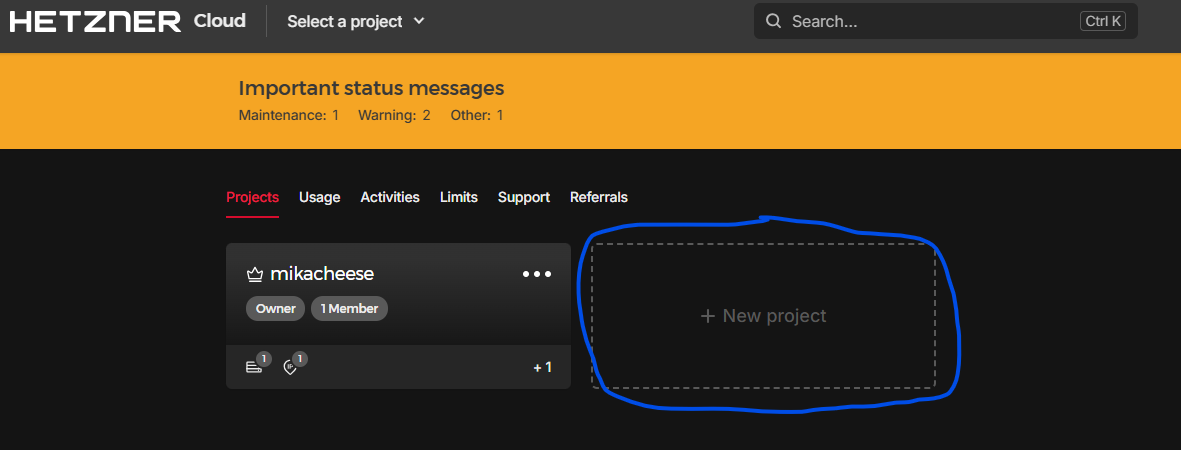 HETZNER Cloud Select a project Search... Ctrl K
Important status messages
Maintenance: 1 Warning: 2 Other: 1
Projects Usage Activities Limits Support Referrals
mikacheese
Owner 1 Member
1 1 + 1
+ New project